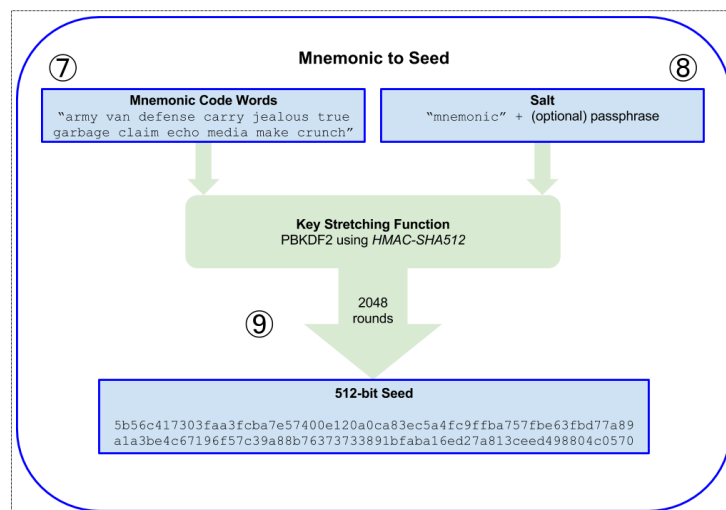 Mnemonic to Seed
⑦
⑧
Mnemonic Code Words
“army van defense carry jealous true
garbage claim echo media make crunch”
Salt
“mnemonic” + (optional) passphrase
Key Stretching Function
PBKDF2 using HMAC-SHA512
2048
rounds
⑨
512-bit Seed
5b56c417303faa3fcba7e57400e120a0ca83ec5a4fc9ffba757fbe63fbd77a89
a1a3be4c67196f57c39a88b76373733891bfaba16ed27a813ceed498804c0570